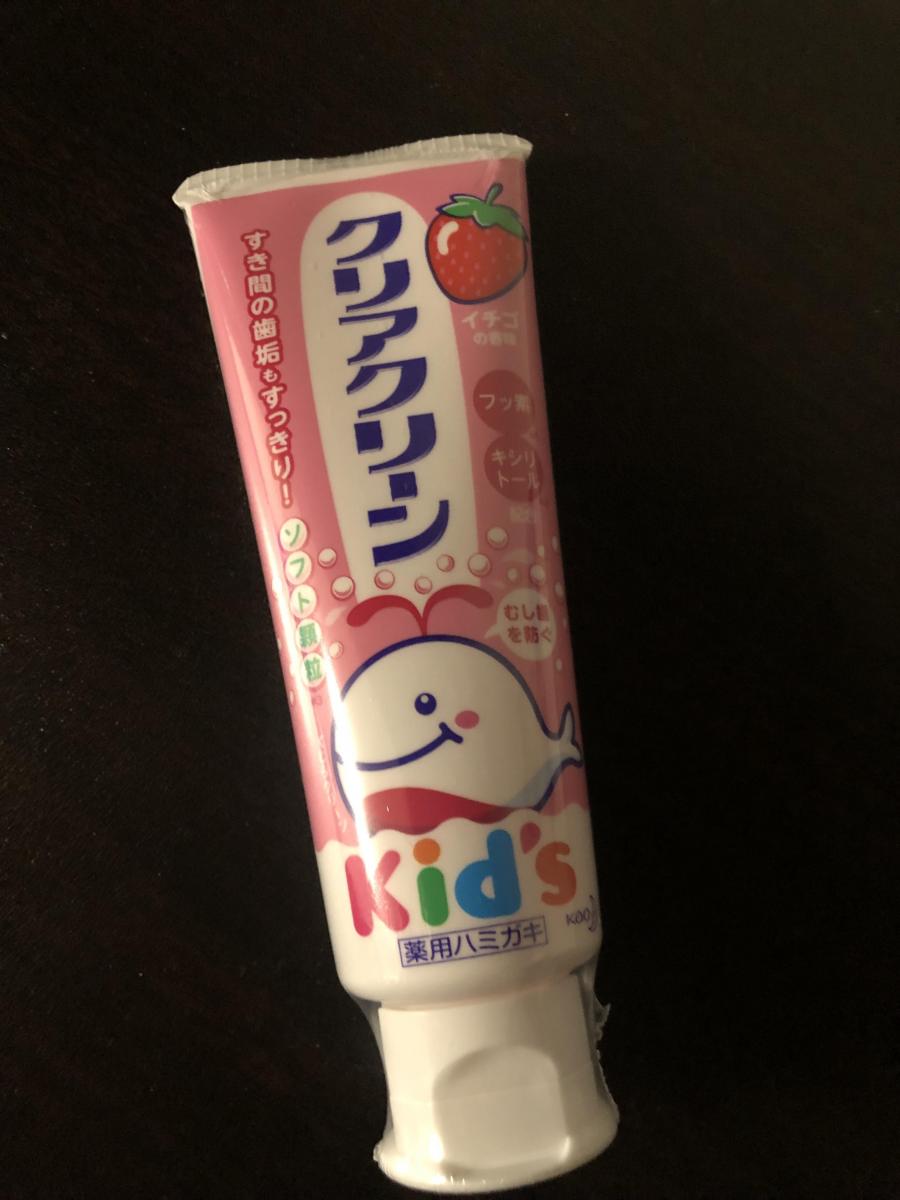 クリアクリーン
すき間の歯垢もすっきり!
ソフト顆粒
イチゴ
の香味
フッ素
キシリ
トール
配合
むし歯
を防ぐ
Kid's
薬用ハミガキ